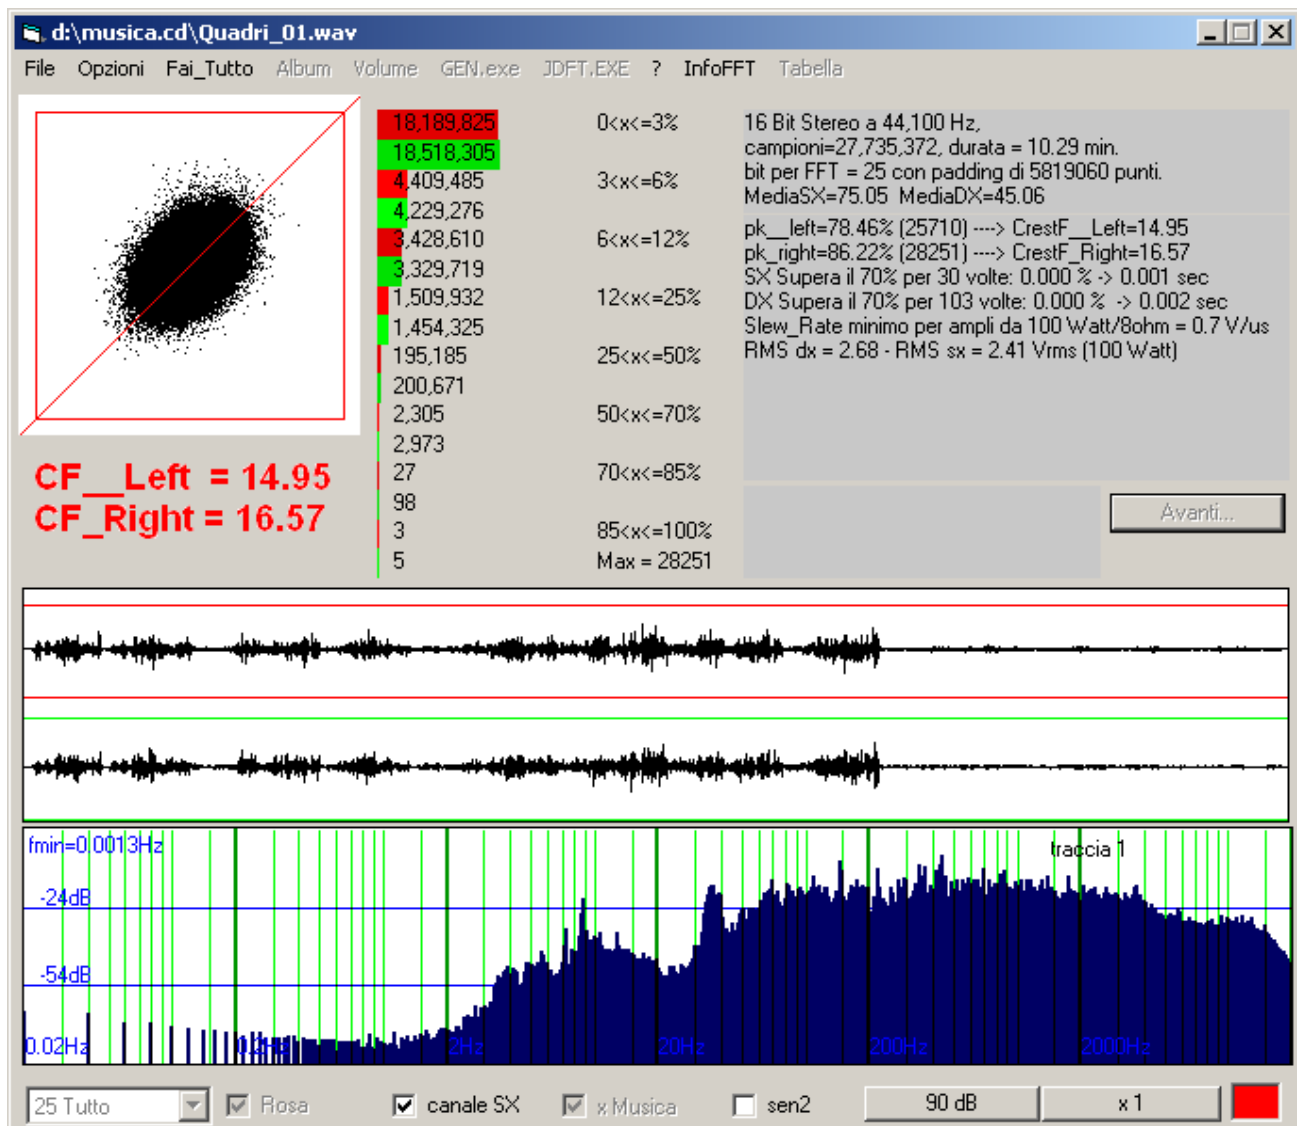 d:\musica.cd\Quadri_01.wav
File Opzioni Fai_Tutto Album Volume GEN.exe JDFT.EXE ? InfoFFT Tabella
18,189,825 0<x<=3%
18,518,305
4,409,485 3<x<=6%
4,229,276
3,428,610 6<x<=12%
3,329,719
1,509,932 12<x<=25%
1,454,325
195,185 25<x<=50%
200,671
2,305 50<x<=70%
2,973
27 70<x<=85%
98
3 85<x<=100%
5 Max = 28251
16 Bit Stereo a 44,100 Hz,
campioni=27,735,372, durata = 10.29 min.
bit per FFT = 25 con padding di 5819060 punti.
MediaSX=75.05 MediaDX=45.06
pk__left=78.46% (25710) ----> CrestF__Left=14.95
pk_right=86.22% (28251) ----> CrestF_Right=16.57
SX Supera il 70% per 30 volte: 0.000 % -> 0.001 sec
DX Supera il 70% per 103 volte: 0.000 % -> 0.002 sec
Slew_Rate minimo per ampli da 100 Watt/8ohm = 0.7 V/us
RMS dx = 2.68 - RMS sx = 2.41 Vrms (100 Watt)
CF__Left = 14.95
CF_Right = 16.57
Avanti...
fmin=0.0013Hz
traccia 1
-24dB
-54dB
0.02Hz 0.2Hz 2Hz 20Hz 200Hz 2000Hz
25 Tutto Rosa canale SX x Musica sen2 90 dB x 1